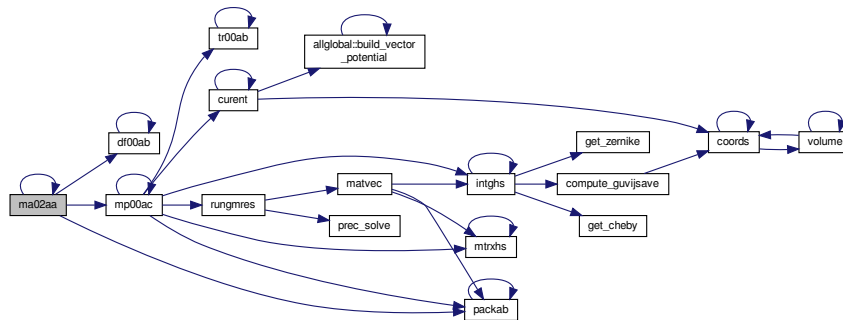 tr00ab
allglobal::build_vector
_potential
curent
df00ab
get_zernike
coords
volume
matvec
intghs
compute_guvijsave
ma02aa
mp00ac
rungmres
prec_solve
get_cheby
mtrxhs
packab